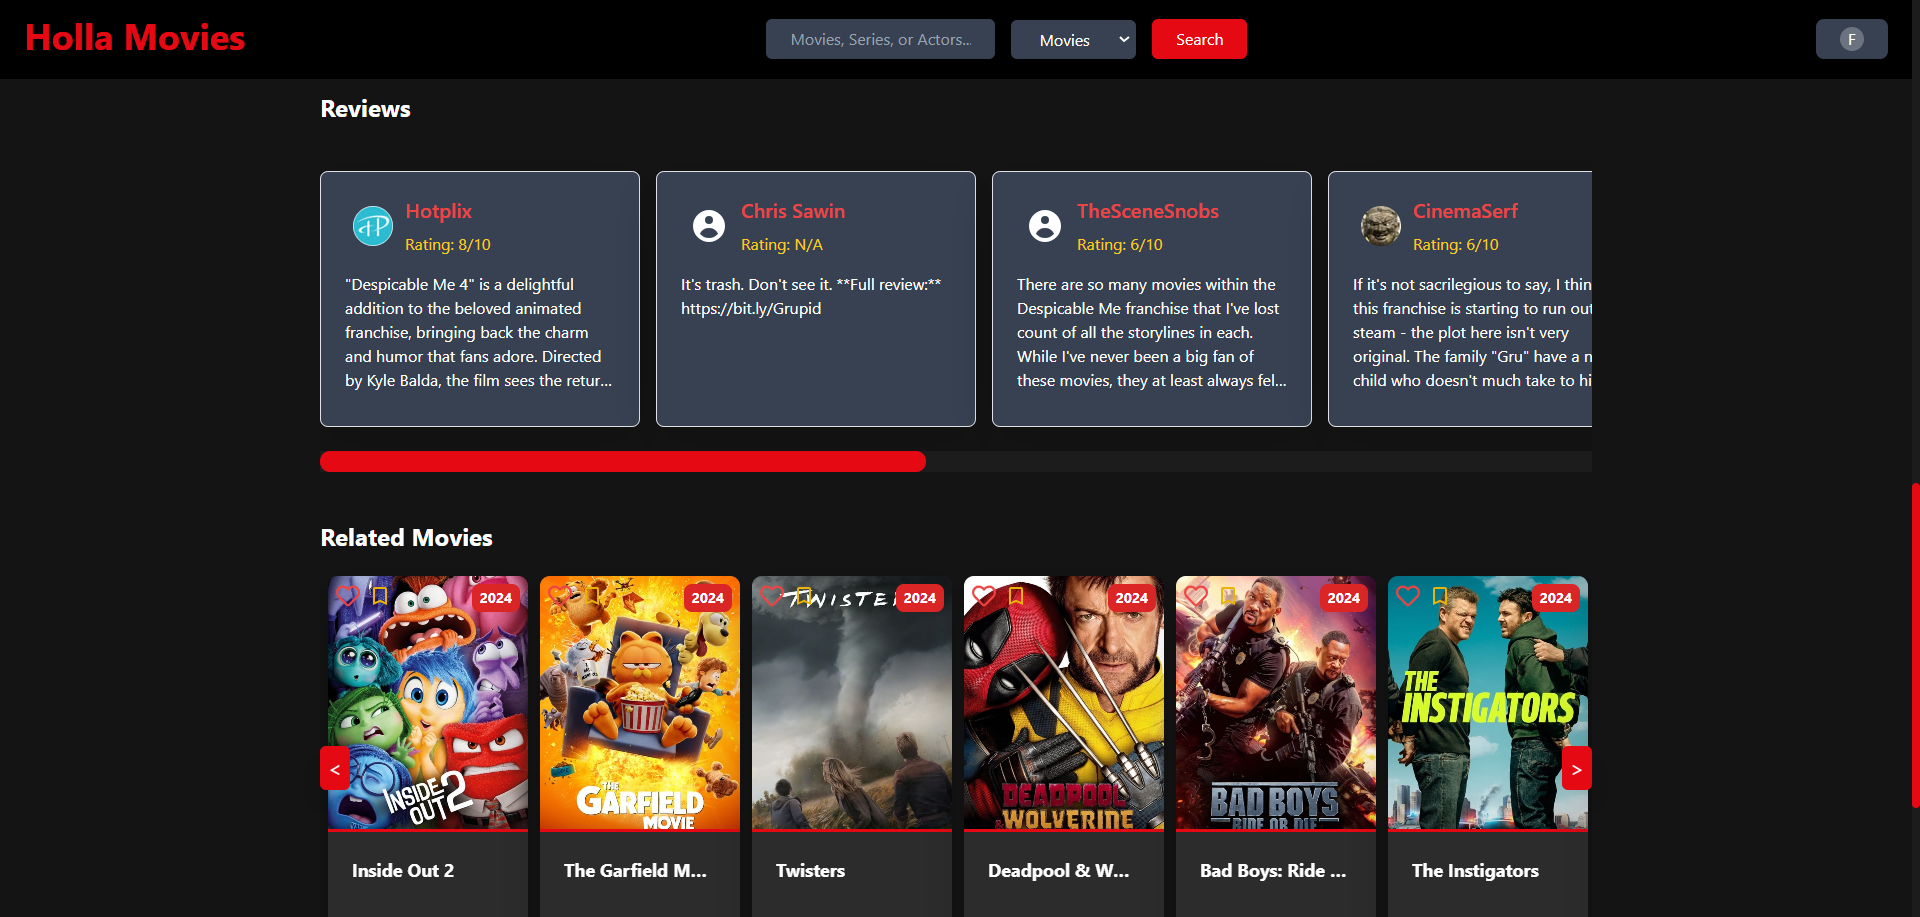 Holla Movies
Movies, Series, or Actors...
Movies
Search
F
Reviews
Hotplix
Rating: 8/10
"Despicable Me 4" is a delightful
addition to the beloved animated
franchise, bringing back the charm
and humor that fans adore. Directed
by Kyle Balda, the film sees the retur...
Chris Sawin
Rating: N/A
It's trash. Don't see it. **Full review:**
https://bit.ly/Grupid
TheSceneSnobs
Rating: 6/10
There are so many movies within the
Despicable Me franchise that I've lost
count of all the storylines in each.
While I've never been a big fan of
these movies, they at least always fel...
CinemaSerf
Rating: 6/10
If it's not sacrilegious to say, I thin
this franchise is starting to run out
steam - the plot here isn't very
original. The family "Gru" have a n
child who doesn't much take to hi
Related Movies
2024
INSIDE
OUT 2
2024
THE
GARFIELD
MOVIE
2024
TWISTE
2024
DEADPOOL
& WOLVERINE
2024
BAD BOYS
RIDE OR DIE
2024
THE
INSTIGATORS
<
>
Inside Out 2
The Garfield M...
Twisters
Deadpool & W...
Bad Boys: Ride ...
The Instigators